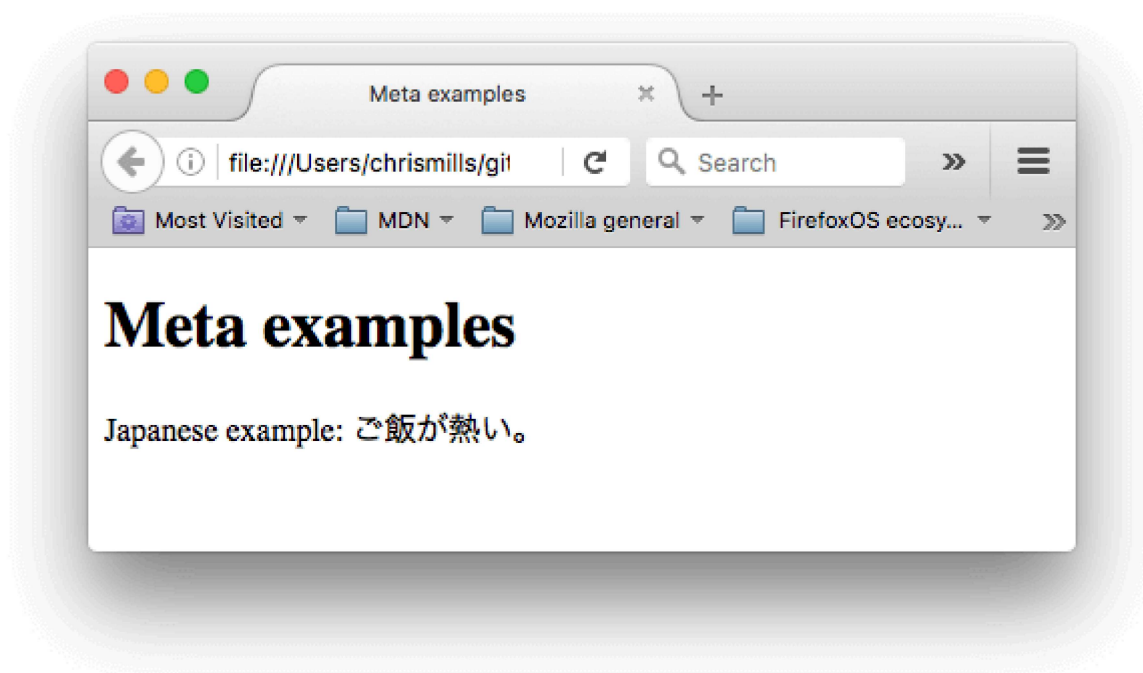 Meta examples
file:///Users/chrismills/git
Search
Most Visited MDN Mozilla general FirefoxOS ecosy...
Meta examples
Japanese example: ご飯が熱い。